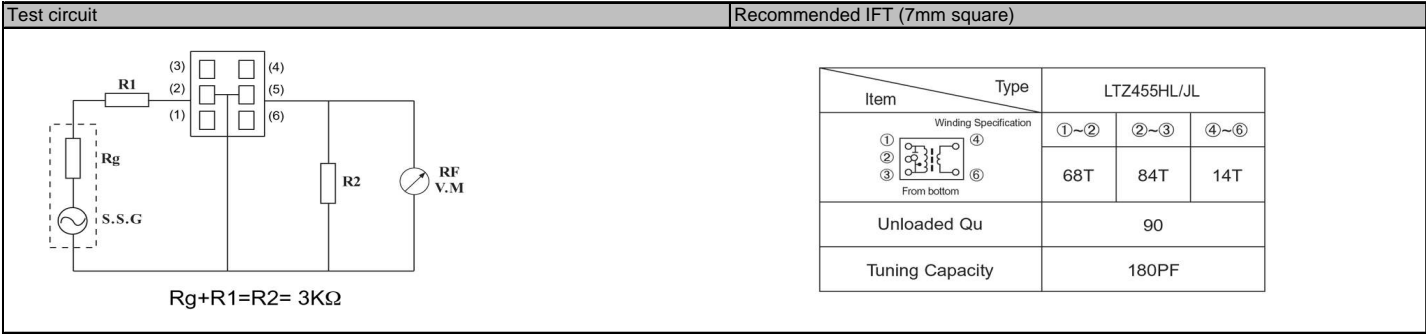 Test circuit
Recommended IFT (7mm square)
(3)
(4)
R1
(2)
(5)
(1)
(6)
Rg
R2
RF
V.M
S.S.G
Rg+R1=R2= 3KΩ
Type
Item
LTZ455HL/JL
Winding Specification
①~②
②~③
④~⑥
①
④
②
③
⑥
From bottom
68T
84T
14T
Unloaded Qu
90
Tuning Capacity
180PF